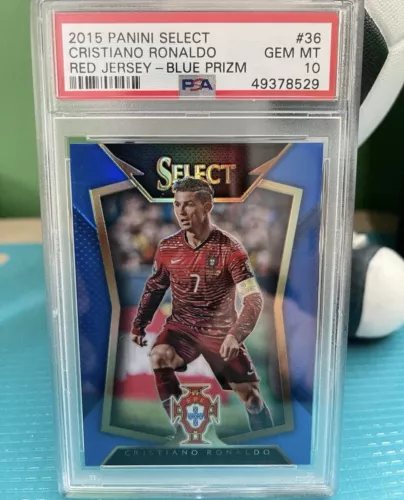 2015 PANINI SELECT #36
CRISTIANO RONALDO GEM MT
RED JERSEY - BLUE PRIZM 10
PSA 49378529
SELECT
7
CRISTIANO RONALDO